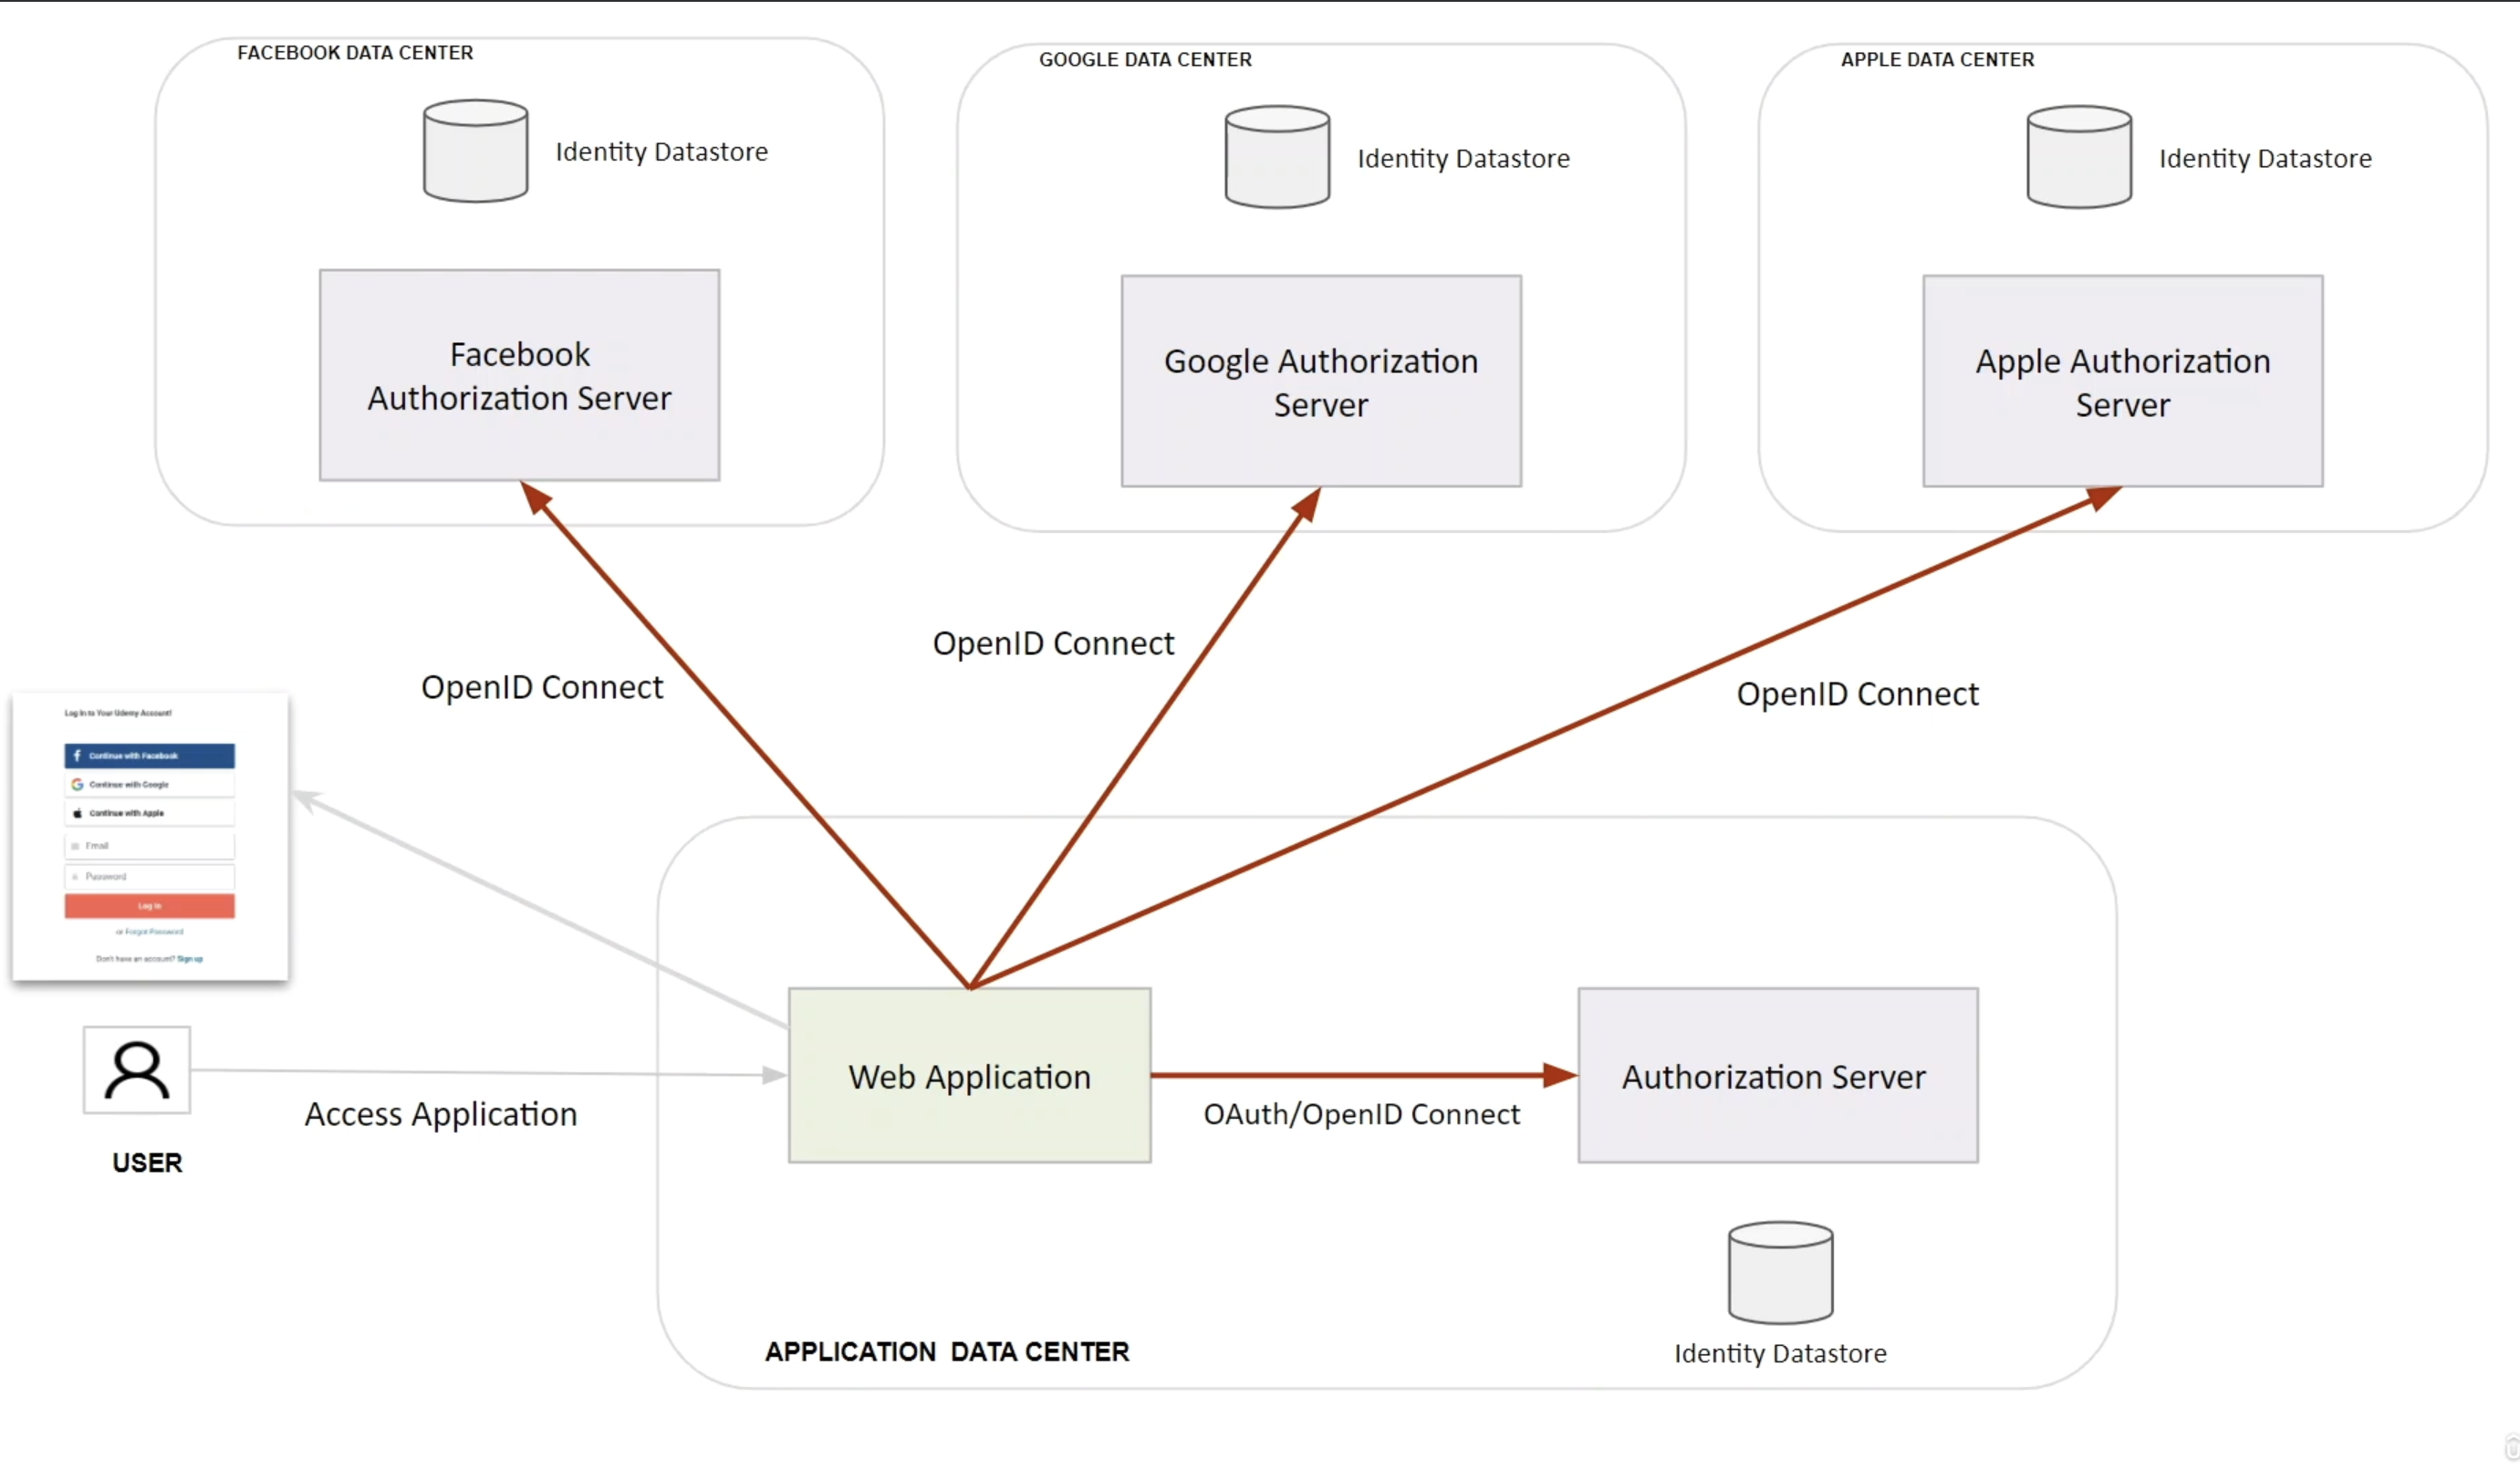 FACEBOOK DATA CENTER
GOOGLE DATA CENTER
APPLE DATA CENTER
Identity Datastore
Identity Datastore
Identity Datastore
Facebook
Authorization Server
Google Authorization
Server
Apple Authorization
Server
OpenID Connect
OpenID Connect
OpenID Connect
Log In to Your Udemy Account!
Continue with Facebook
Continue with Google
Continue with Apple
Email
Password
Log In
or Forgot Password
Don't have an account? Sign up
Web Application
Authorization Server
OAuth/OpenID Connect
Access Application
USER
APPLICATION DATA CENTER
Identity Datastore